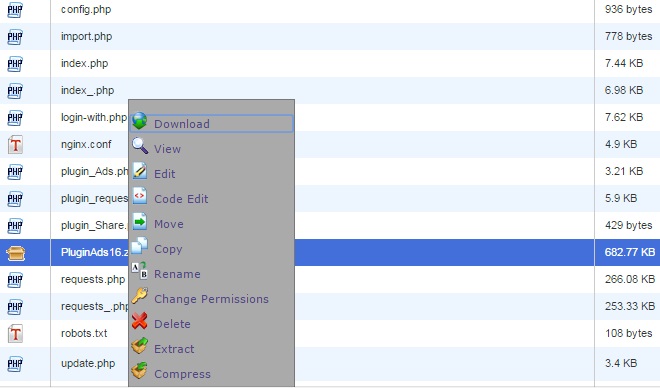 config.php 936 bytes
import.php 778 bytes
index.php 7.44 KB
index_.php 6.98 KB
login-with.php 7.62 KB
nginx.conf 4.9 KB
plugin_Ads.ph 3.21 KB
plugin_reques 5.9 KB
plugin_Share. 429 bytes
PluginAds16.z 682.77 KB
requests.php 266.08 KB
requests_.php 253.33 KB
robots.txt 108 bytes
update.php 3.4 KB
Download
View
Edit
Code Edit
Move
Copy
Rename
Change Permissions
Delete
Extract
Compress
PHP
PHP
PHP
PHP
PHP
T
PHP
PHP
PHP
PHP
PHP
T
PHP